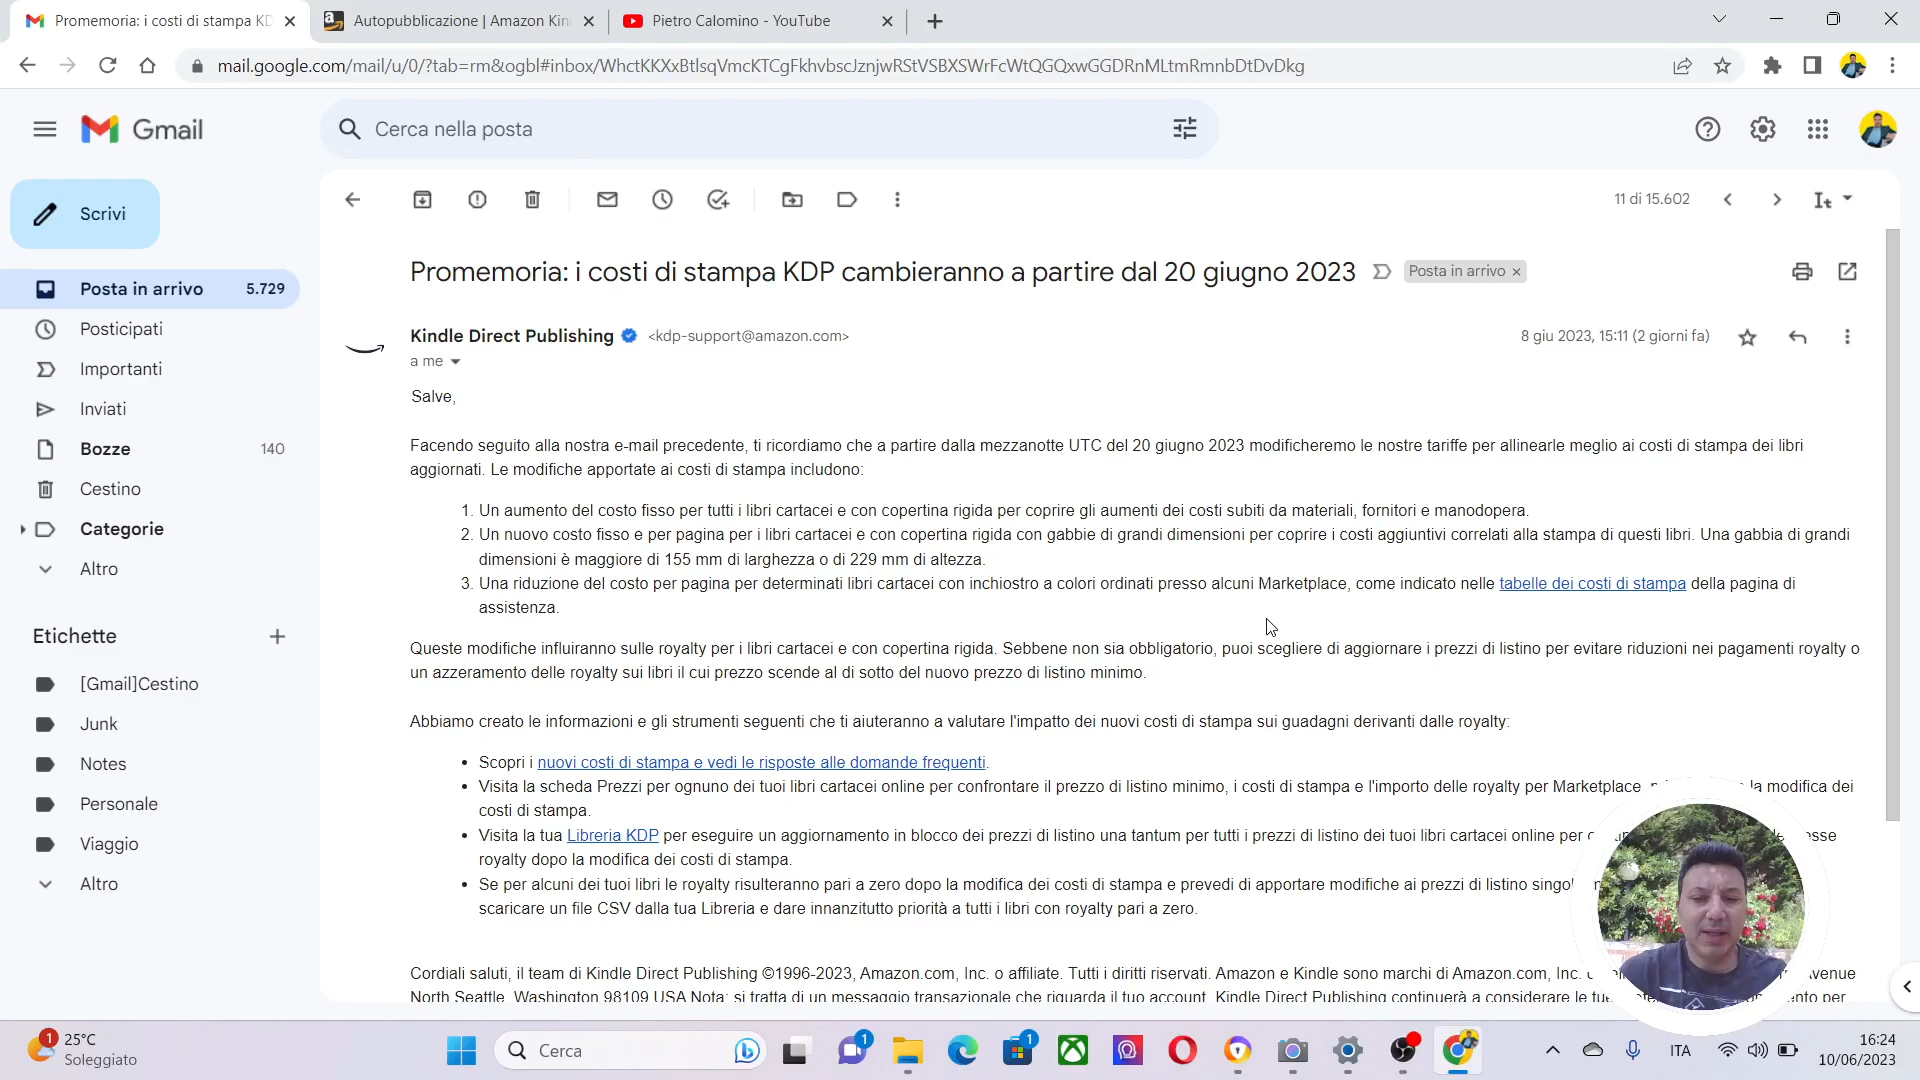 Promemoria: i costi di stampa KD
Autopubblicazione | Amazon Kin
Pietro Calomino - YouTube
mail.google.com/mail/u/0/?tab=rm&ogbl#inbox/WhctKKXxBtlsqVmcKTCgFkhvbscJznjwRStVSBXSWrFcWtQGQxwGGDRnMLtmRmnbDtDvDkg
Gmail
Cerca nella posta
Scrivi
11 di 15.602
Promemoria: i costi di stampa KDP cambieranno a partire dal 20 giugno 2023
Posta in arrivo
Posta in arrivo 5.729
Posticipati
Importanti
Inviati
Bozze 140
Cestino
Categorie
Altro
Etichette
[Gmail]Cestino
Junk
Notes
Personale
Viaggio
Altro
Kindle Direct Publishing <kdp-support@amazon.com>
8 giu 2023, 15:11 (2 giorni fa)
a me
Salve,
Facendo seguito alla nostra e-mail precedente, ti ricordiamo che a partire dalla mezzanotte UTC del 20 giugno 2023 modificheremo le nostre tariffe per allinearle meglio ai costi di stampa dei libri
aggiornati. Le modifiche apportate ai costi di stampa includono:
1. Un aumento del costo fisso per tutti i libri cartacei e con copertina rigida per coprire gli aumenti dei costi subiti da materiali, fornitori e manodopera.
2. Un nuovo costo fisso e per pagina per i libri cartacei e con copertina rigida con gabbie di grandi dimensioni per coprire i costi aggiuntivi correlati alla stampa di questi libri. Una gabbia di grandi
dimensioni è maggiore di 155 mm di larghezza o di 229 mm di altezza.
3. Una riduzione del costo per pagina per determinati libri cartacei con inchiostro a colori ordinati presso alcuni Marketplace, come indicato nelle tabelle dei costi di stampa della pagina di
assistenza.
Queste modifiche influiranno sulle royalty per i libri cartacei e con copertina rigida. Sebbene non sia obbligatorio, puoi scegliere di aggiornare i prezzi di listino per evitare riduzioni nei pagamenti royalty o
un azzeramento delle royalty sui libri il cui prezzo scende al di sotto del nuovo prezzo di listino minimo.
Abbiamo creato le informazioni e gli strumenti seguenti che ti aiuteranno a valutare l'impatto dei nuovi costi di stampa sui guadagni derivanti dalle royalty:
• Scopri i nuovi costi di stampa e vedi le risposte alle domande frequenti.
• Visita la scheda Prezzi per ognuno dei tuoi libri cartacei online per confrontare il prezzo di listino minimo, i costi di stampa e l'importo delle royalty per Marketplace la modifica dei
costi di stampa.
• Visita la tua Libreria KDP per eseguire un aggiornamento in blocco dei prezzi di listino una tantum per tutti i prezzi di listino dei tuoi libri cartacei online per
royalty dopo la modifica dei costi di stampa.
• Se per alcuni dei tuoi libri le royalty risulteranno pari a zero dopo la modifica dei costi di stampa e prevedi di apportare modifiche ai prezzi di listino
scaricare un file CSV dalla tua Libreria e dare innanzitutto priorità a tutti i libri con royalty pari a zero.
Cordiali saluti, il team di Kindle Direct Publishing ©1996-2023, Amazon.com, Inc. o affiliate. Tutti i diritti riservati. Amazon e Kindle sono marchi di Amazon.com, Inc.
North Seattle, Washington 98109 USA Nota: si tratta di un messaggio transazionale che riguarda il tuo account. Kindle Direct Publishing continuerà a considerare le
1
25°C
Soleggiato
Cerca
1
1
ITA
16:24
10/06/2023